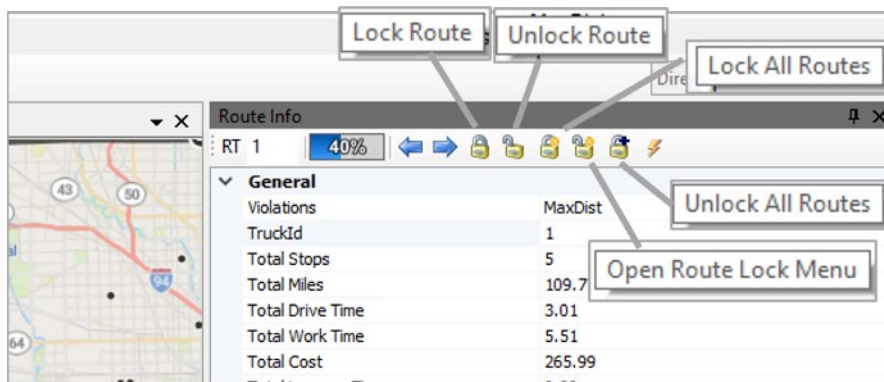 Lock Route
Unlock Route
Lock All Routes
Route Info
RT 1
40%
General
Violations MaxDist
TruckId 1
Unlock All Routes
Total Stops 5
Total Miles 109.7
Open Route Lock Menu
Total Drive Time 3.01
Total Work Time 5.51
Total Cost 265.99
43
50
94
64